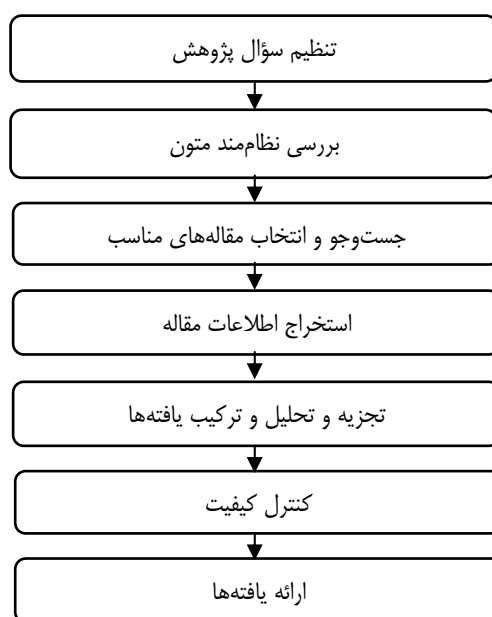 تنظیم سؤال پژوهش
بررسی نظام‌مند متون
جست‌وجو و انتخاب مقاله‌های مناسب
استخراج اطلاعات مقاله
تجزیه و تحلیل و ترکیب یافته‌ها
کنترل کیفیت
ارائه یافته‌ها